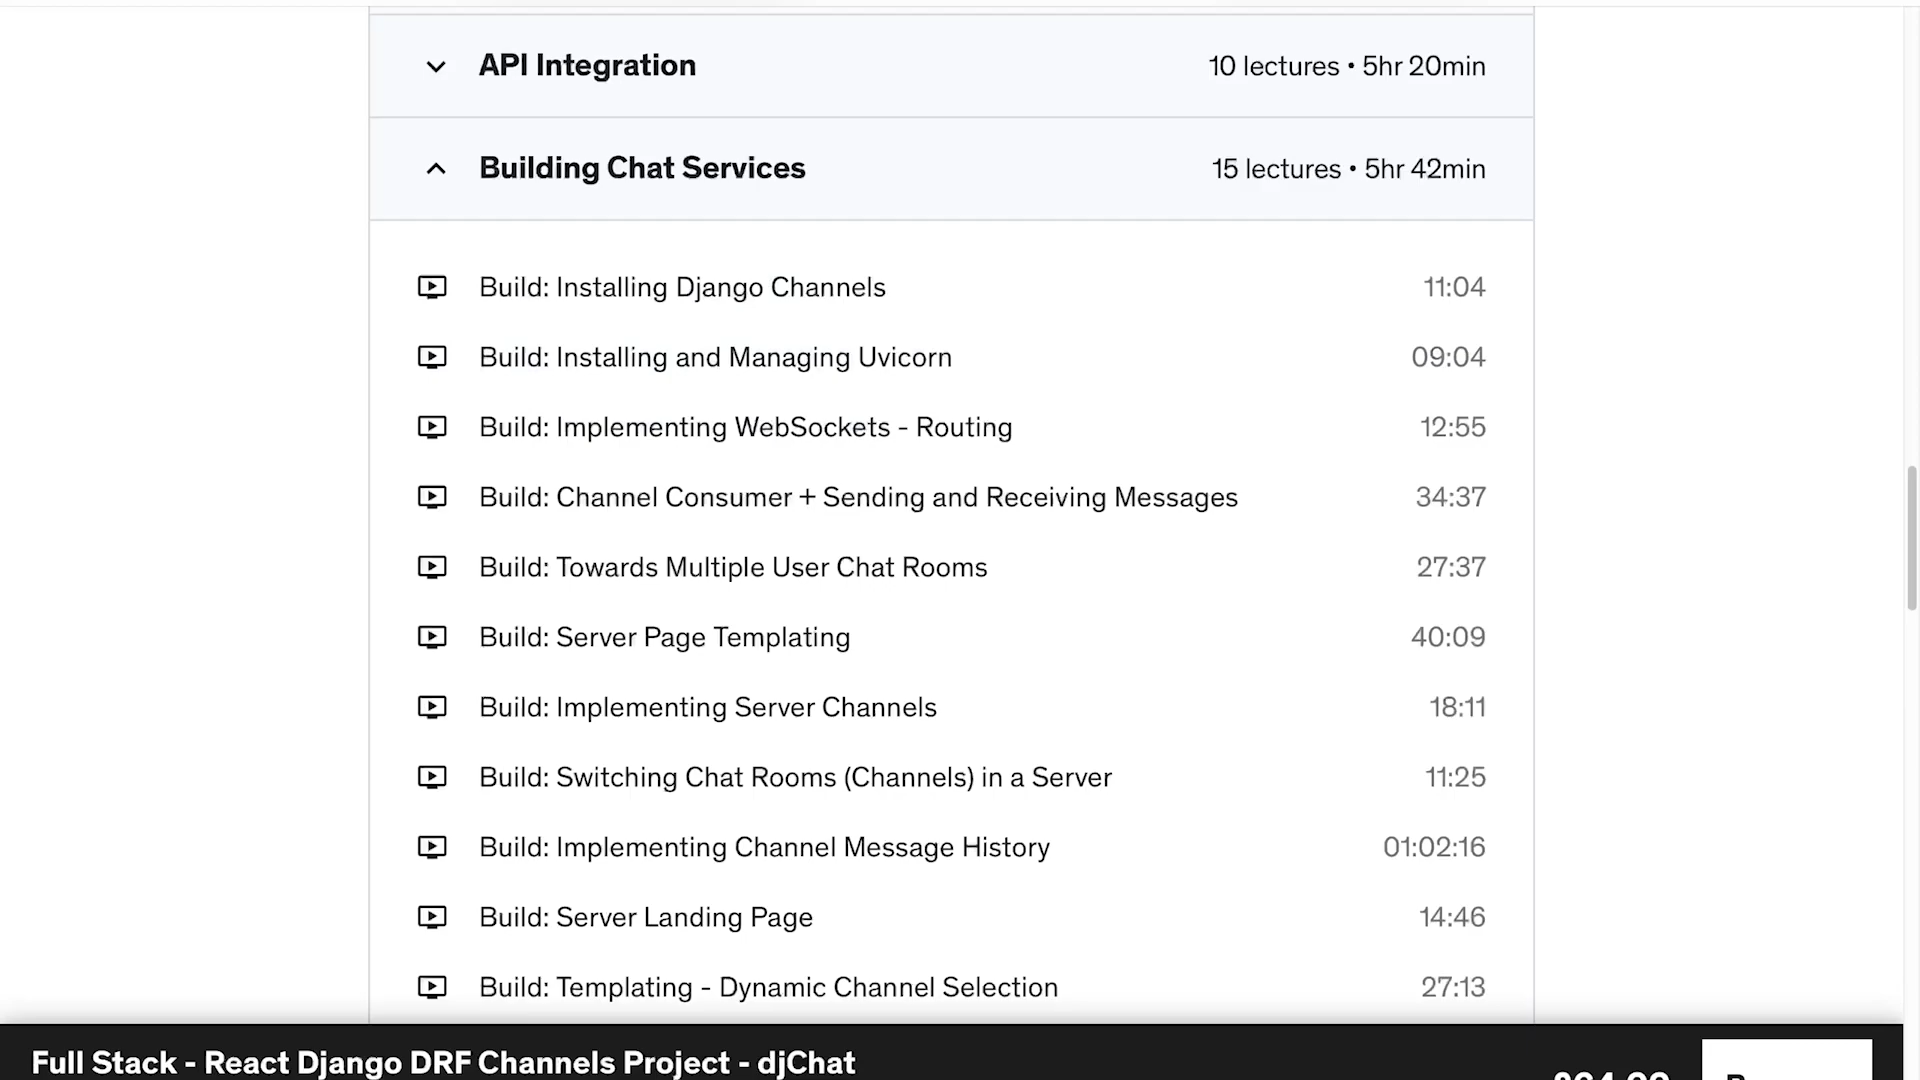 API Integration 10 lectures • 5hr 20min
Building Chat Services 15 lectures • 5hr 42min
Build: Installing Django Channels 11:04
Build: Installing and Managing Uvicorn 09:04
Build: Implementing WebSockets - Routing 12:55
Build: Channel Consumer + Sending and Receiving Messages 34:37
Build: Towards Multiple User Chat Rooms 27:37
Build: Server Page Templating 40:09
Build: Implementing Server Channels 18:11
Build: Switching Chat Rooms (Channels) in a Server 11:25
Build: Implementing Channel Message History 01:02:16
Build: Server Landing Page 14:46
Build: Templating - Dynamic Channel Selection 27:13
Full Stack - React Django DRF Channels Project - djChat